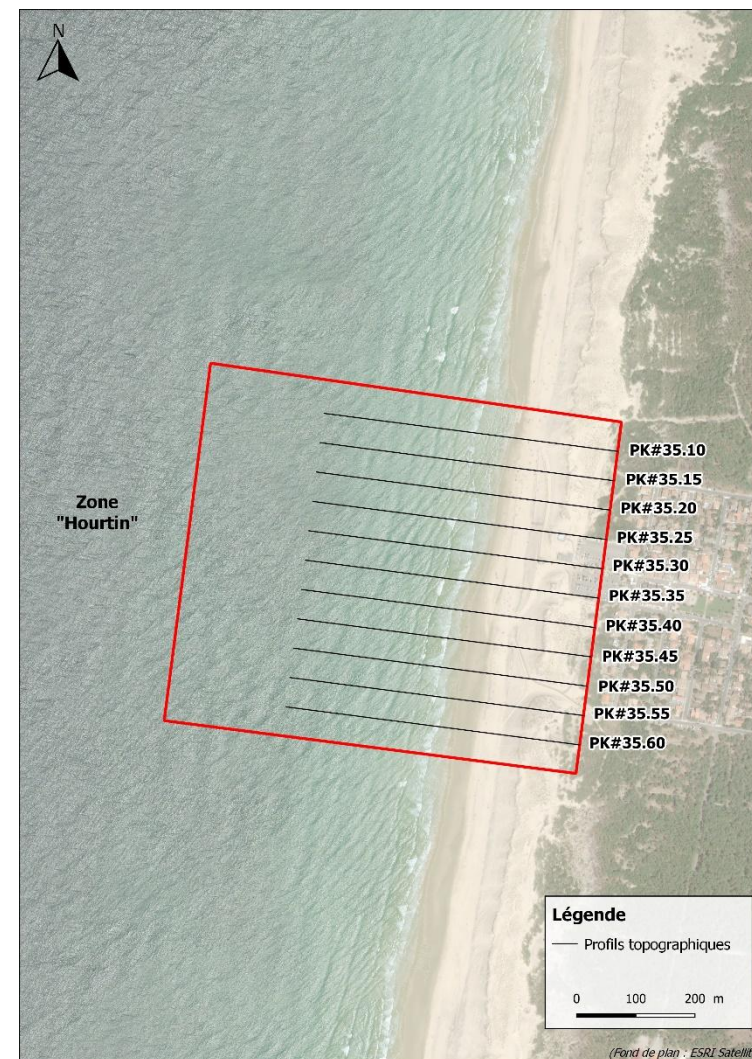 N
Zone
"Hourtin"
PK#35.10
PK#35.15
PK#35.20
PK#35.25
PK#35.30
PK#35.35
PK#35.40
PK#35.45
PK#35.50
PK#35.55
PK#35.60
Légende
Profils topographiques
0 100 200 m
(Fond de plan : ESRI Satellit